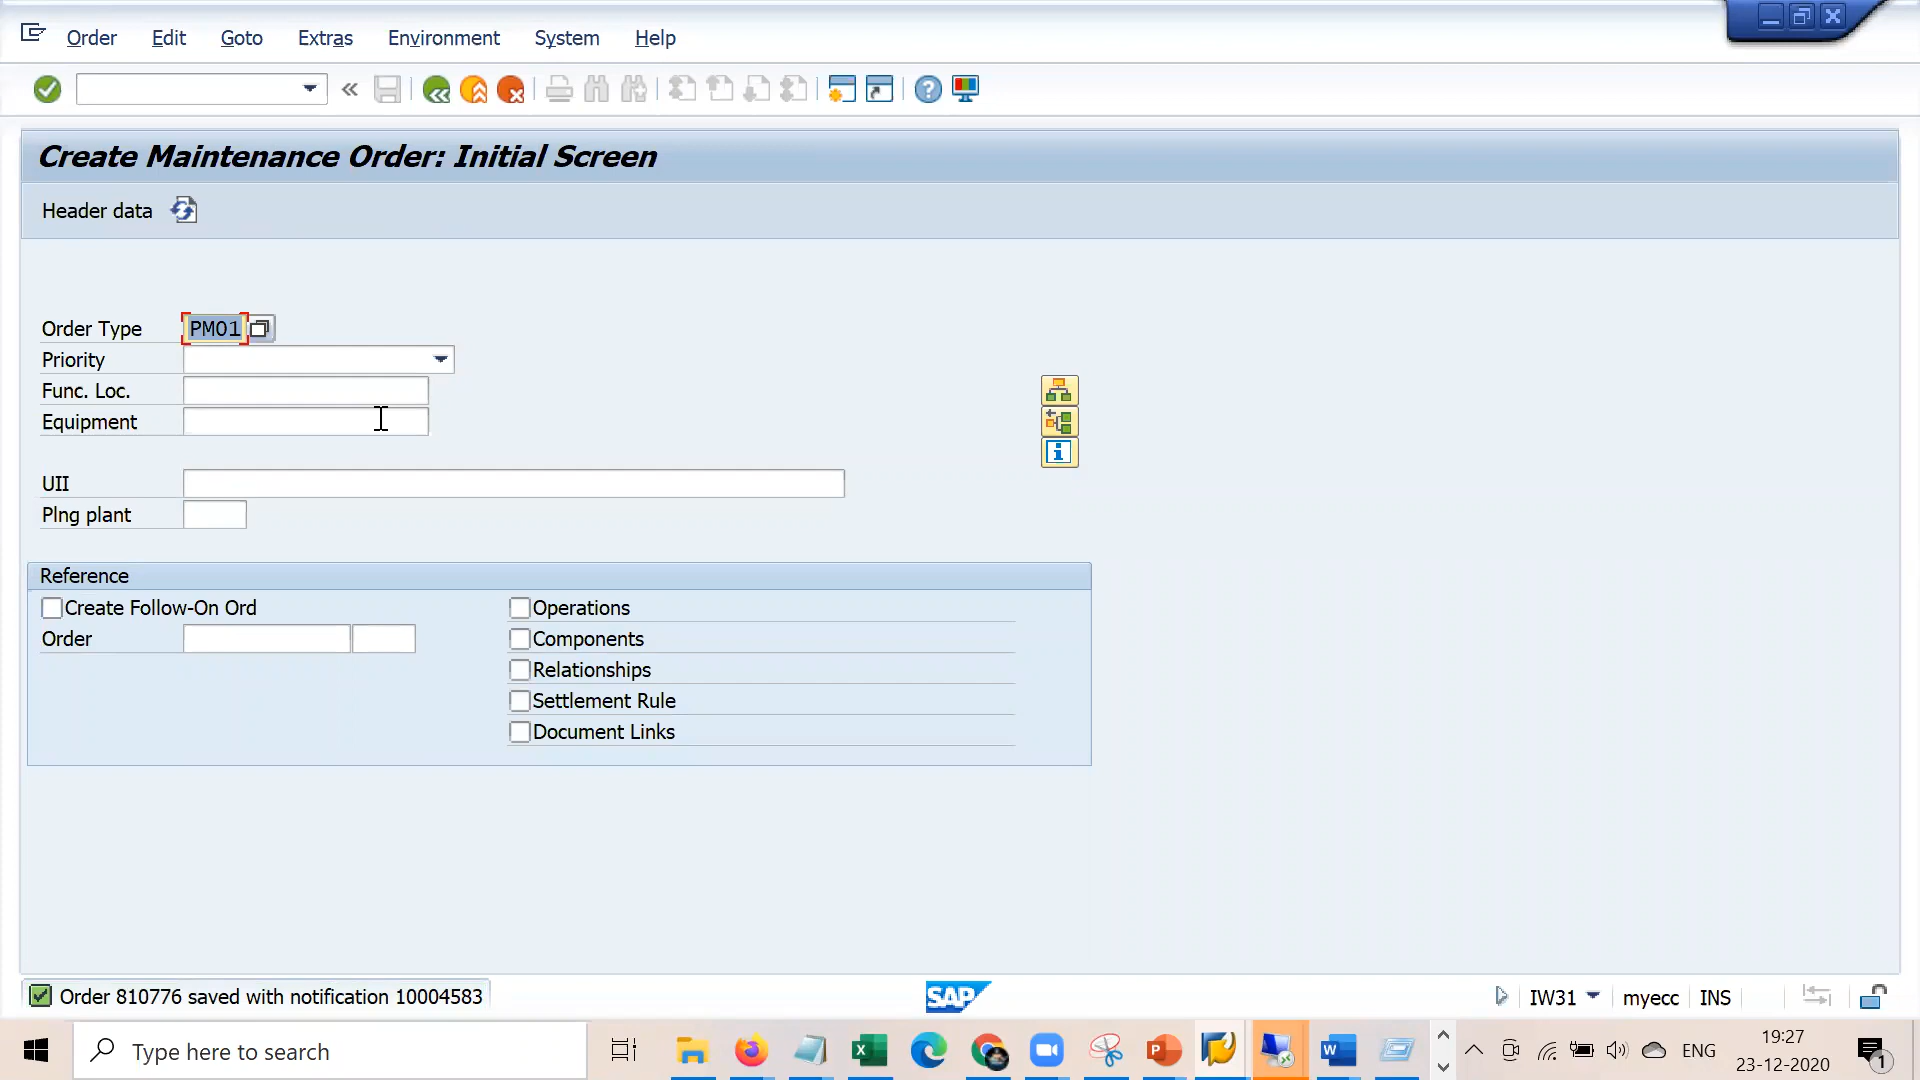 Order Edit Goto Extras Environment System Help
Create Maintenance Order: Initial Screen
Header data
Order Type PM01
Priority
Func. Loc.
Equipment
UII
Plng plant
Reference
Create Follow-On Ord Operations
Order Components
Relationships
Settlement Rule
Document Links
Order 810776 saved with notification 10004583 SAP IW31 myecc INS
Type here to search ENG 19:27
23-12-2020 1